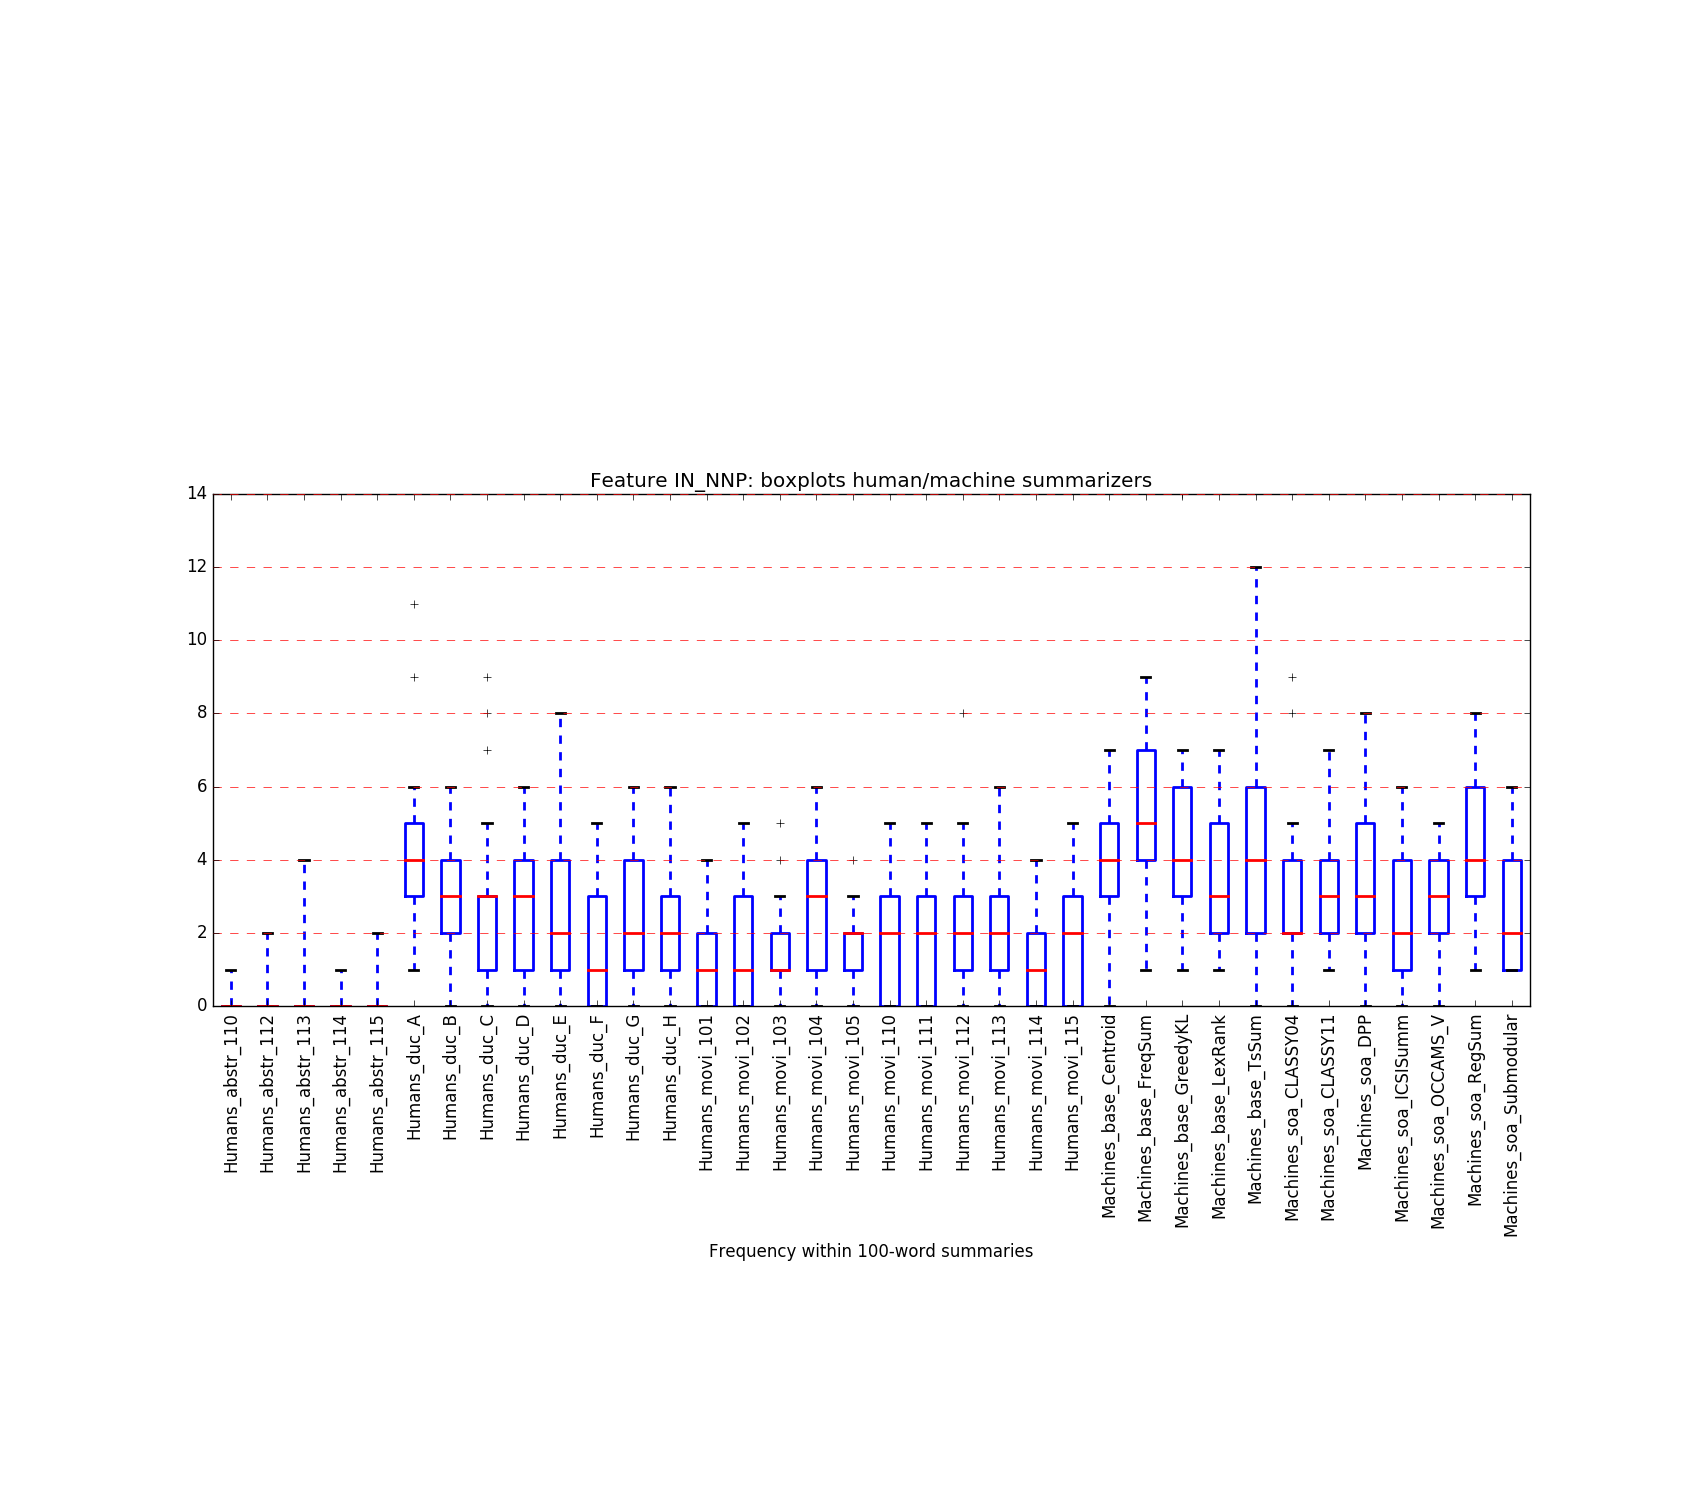 Feature IN_NNP: boxplots human/machine summarizers
14
12
10
8
6
4
2
0
Humans_abstr_110
Humans_abstr_112
Humans_abstr_113
Humans_abstr_114
Humans_abstr_115
Humans_duc_A
Humans_duc_B
Humans_duc_C
Humans_duc_D
Humans_duc_E
Humans_duc_F
Humans_duc_G
Humans_duc_H
Humans_movi_101
Humans_movi_102
Humans_movi_103
Humans_movi_104
Humans_movi_105
Humans_movi_110
Humans_movi_111
Humans_movi_112
Humans_movi_113
Humans_movi_114
Humans_movi_115
Machines_base_Centroid
Machines_base_FreqSum
Machines_base_GreedyKL
Machines_base_LexRank
Machines_base_TsSum
Machines_soa_CLASSY04
Machines_soa_CLASSY11
Machines_soa_DPP
Machines_soa_ICSISumm
Machines_soa_OCCAMS_V
Machines_soa_RegSum
Machines_soa_Submodular
Frequency within 100-word summaries